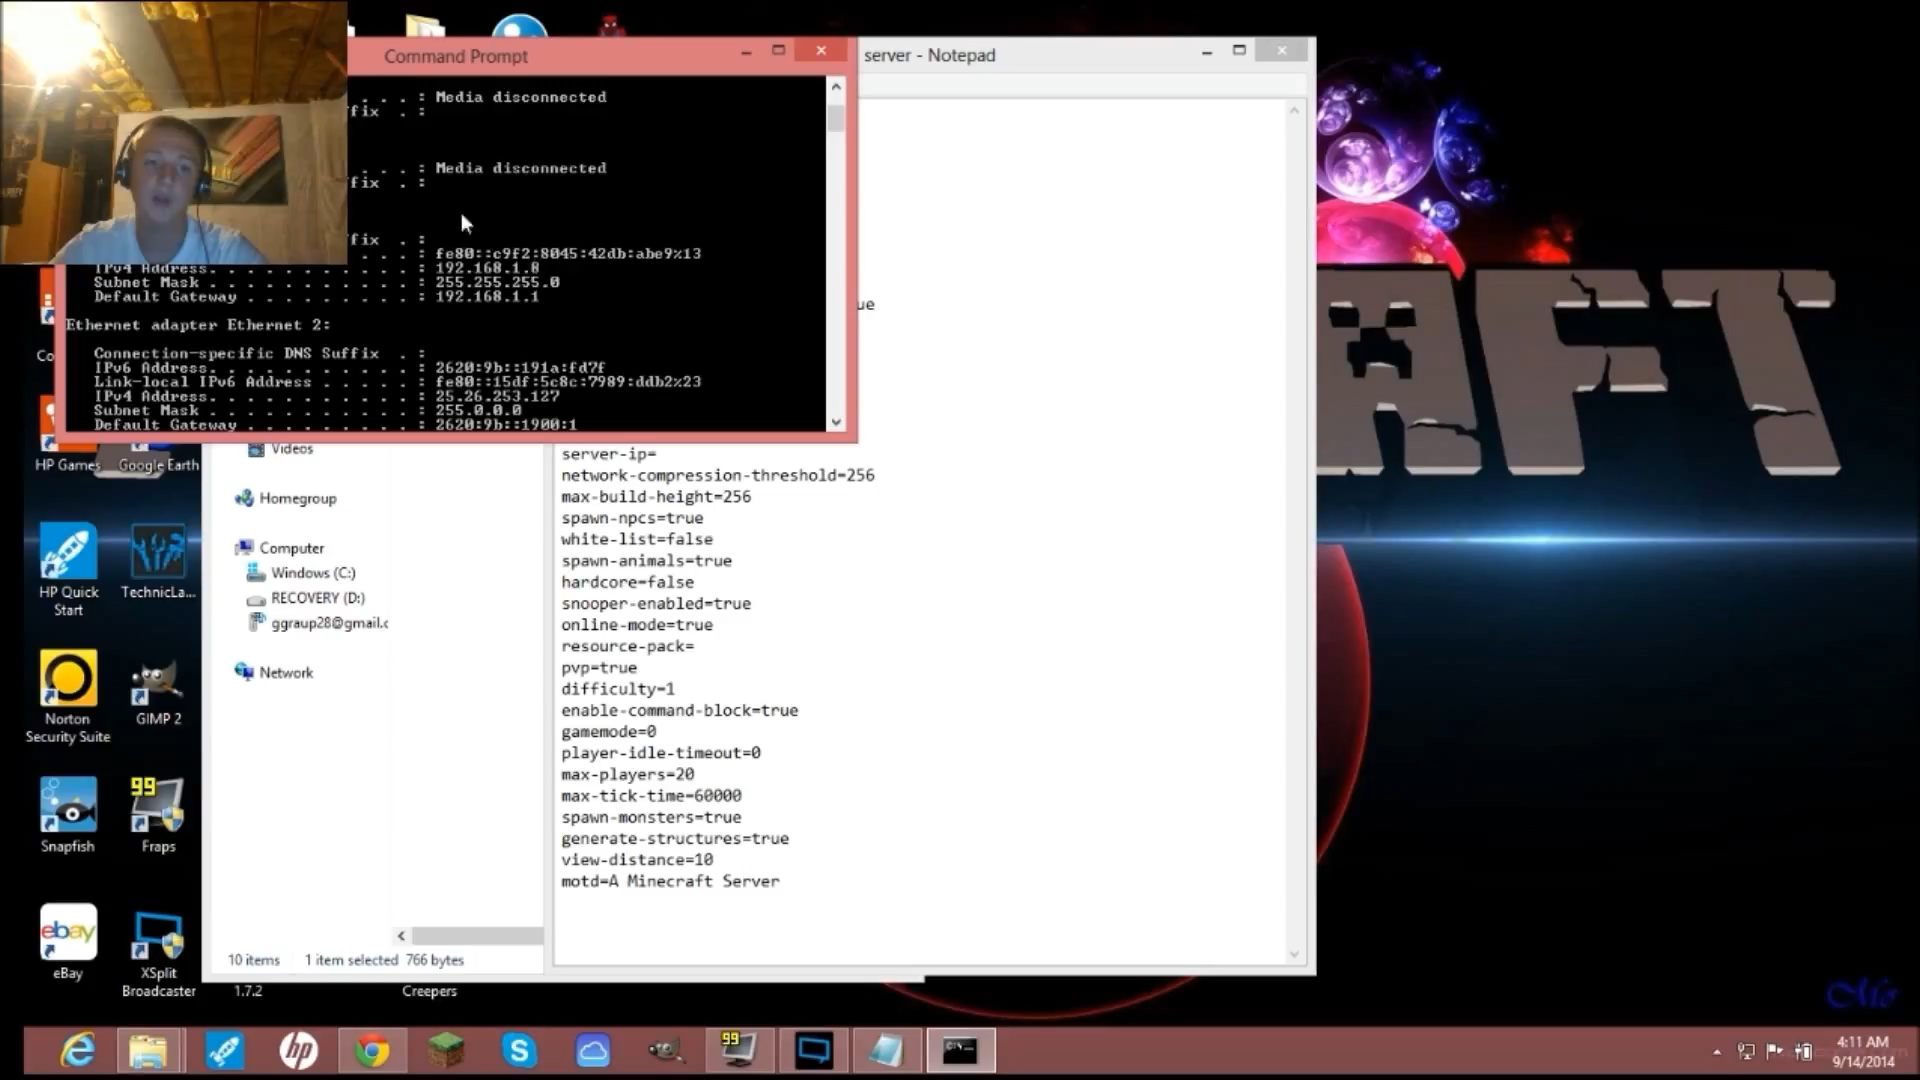 Command Prompt
server - Notepad
. . . : Media disconnected
fix . :
. . . : Media disconnected
fix . :
fix . :
. . . : fe80::c9f2:8045:42db:abe9%13
IPv4 Address. . . . . . . . . . . : 192.168.1.8
Subnet Mask . . . . . . . . . . . : 255.255.255.0
Default Gateway . . . . . . . . . : 192.168.1.1
Ethernet adapter Ethernet 2:
Connection-specific DNS Suffix . :
IPv6 Address. . . . . . . . . . . : 2620:9b::191a:fd7f
Link-local IPv6 Address . . . . . : fe80::15df:5c8c:7989:ddb2%23
IPv4 Address. . . . . . . . . . . : 25.26.253.127
Subnet Mask . . . . . . . . . . . : 255.0.0.0
Default Gateway . . . . . . . . . : 2620:9b::1900:1
ue
server-ip=
network-compression-threshold=256
max-build-height=256
spawn-npcs=true
white-list=false
spawn-animals=true
hardcore=false
snooper-enabled=true
online-mode=true
resource-pack=
pvp=true
difficulty=1
enable-command-block=true
gamemode=0
player-idle-timeout=0
max-players=20
max-tick-time=60000
spawn-monsters=true
generate-structures=true
view-distance=10
motd=A Minecraft Server
Videos
Homegroup
Computer
Windows (C:)
RECOVERY (D:)
ggraup28@gmail.c
Network
10 items 1 item selected 766 bytes
1.7.2
Creepers
Co
HP Games
Google Earth
HP Quick
Start
TechnicLa...
Norton
Security Suite
GIMP 2
Snapfish
99
Fraps
ebay
eBay
XSplit
Broadcaster
AFT
Mo
hp
99
4:11 AM
9/14/2014